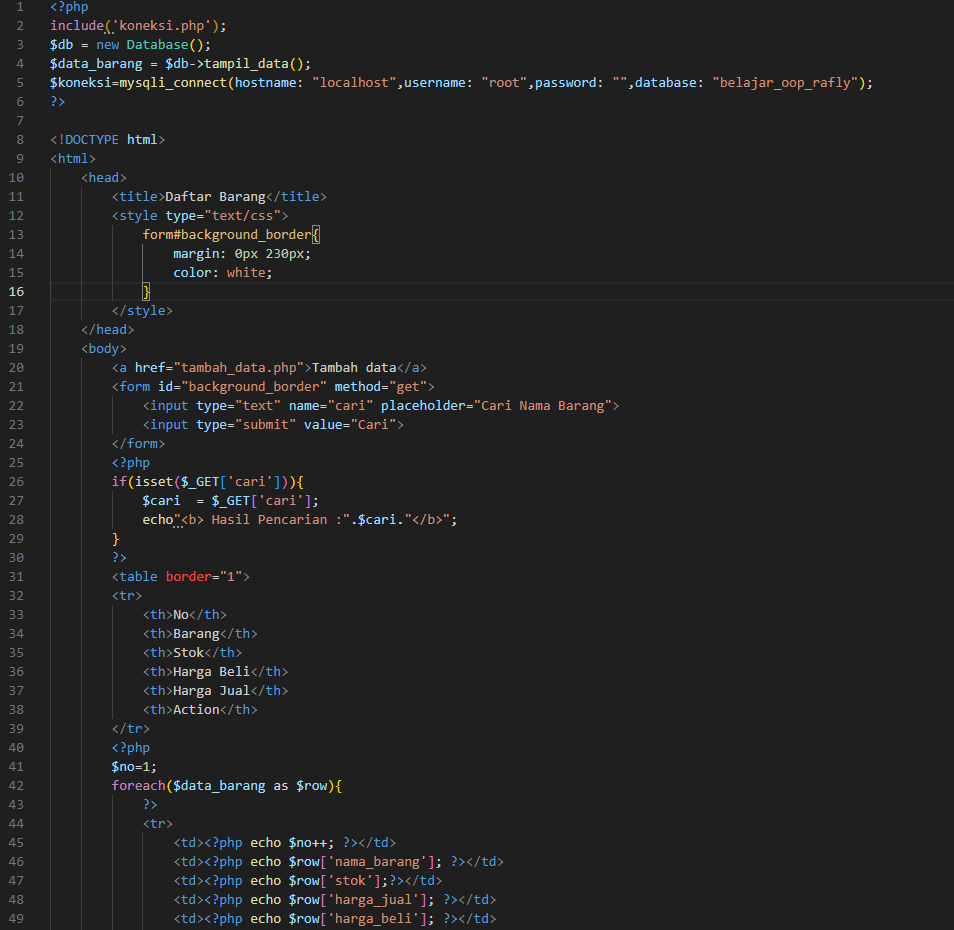 1 <?php
2 include('koneksi.php');
3 $db = new Database();
4 $data_barang = $db->tampil_data();
5 $koneksi=mysqli_connect(hostname: "localhost",username: "root",password: "",database: "belajar_oop_rafly");
6 ?>
7
8 <!DOCTYPE html>
9 <html>
10     <head>
11         <title>Daftar Barang</title>
12         <style type="text/css">
13             form#background_border{
14                 margin: 0px 230px;
15                 color: white;
16             }
17         </style>
18     </head>
19     <body>
20         <a href="tambah_data.php">Tambah data</a>
21         <form id="background_border" method="get">
22             <input type="text" name="cari" placeholder="Cari Nama Barang">
23             <input type="submit" value="Cari">
24         </form>
25         <?php
26         if(isset($_GET['cari'])){
27             $cari  = $_GET['cari'];
28             echo"<b> Hasil Pencarian :".$cari."</b>";
29         }
30         ?>
31         <table border="1">
32         <tr>
33             <th>No</th>
34             <th>Barang</th>
35             <th>Stok</th>
36             <th>Harga Beli</th>
37             <th>Harga Jual</th>
38             <th>Action</th>
39         </tr>
40         <?php
41         $no=1;
42         foreach($data_barang as $row){
43             ?>
44             <tr>
45                 <td><?php echo $no++; ?></td>
46                 <td><?php echo $row['nama_barang']; ?></td>
47                 <td><?php echo $row['stok'];?></td>
48                 <td><?php echo $row['harga_jual']; ?></td>
49                 <td><?php echo $row['harga_beli']; ?></td>